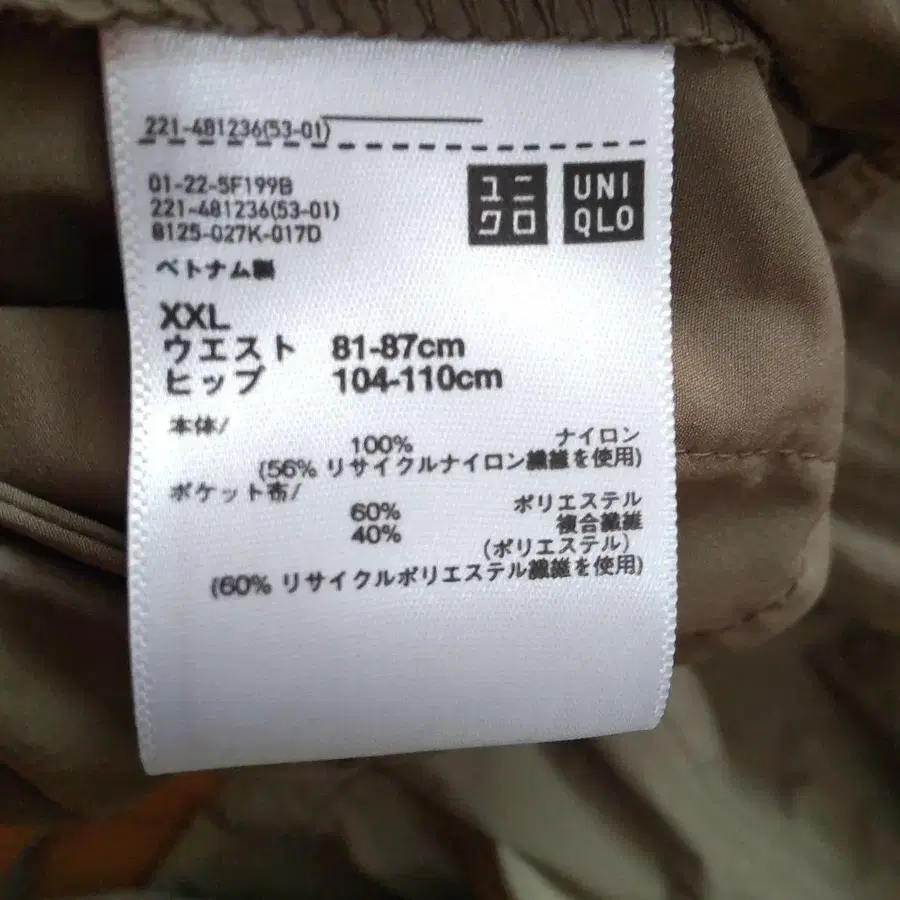 221-481236(53-01)
01-22-5F199B
221-481236(53-01)
8125-027K-017D
ユニ
クロ
UNI
QLO
ベトナム製
XXL
ウエスト 81-87cm
ヒップ 104-110cm
本体/
100% ナイロン
(56% リサイクルナイロン繊維を使用)
ポケット布/
60% ポリエステル
40% 複合繊維
(ポリエステル)
(60% リサイクルポリエステル繊維を使用)